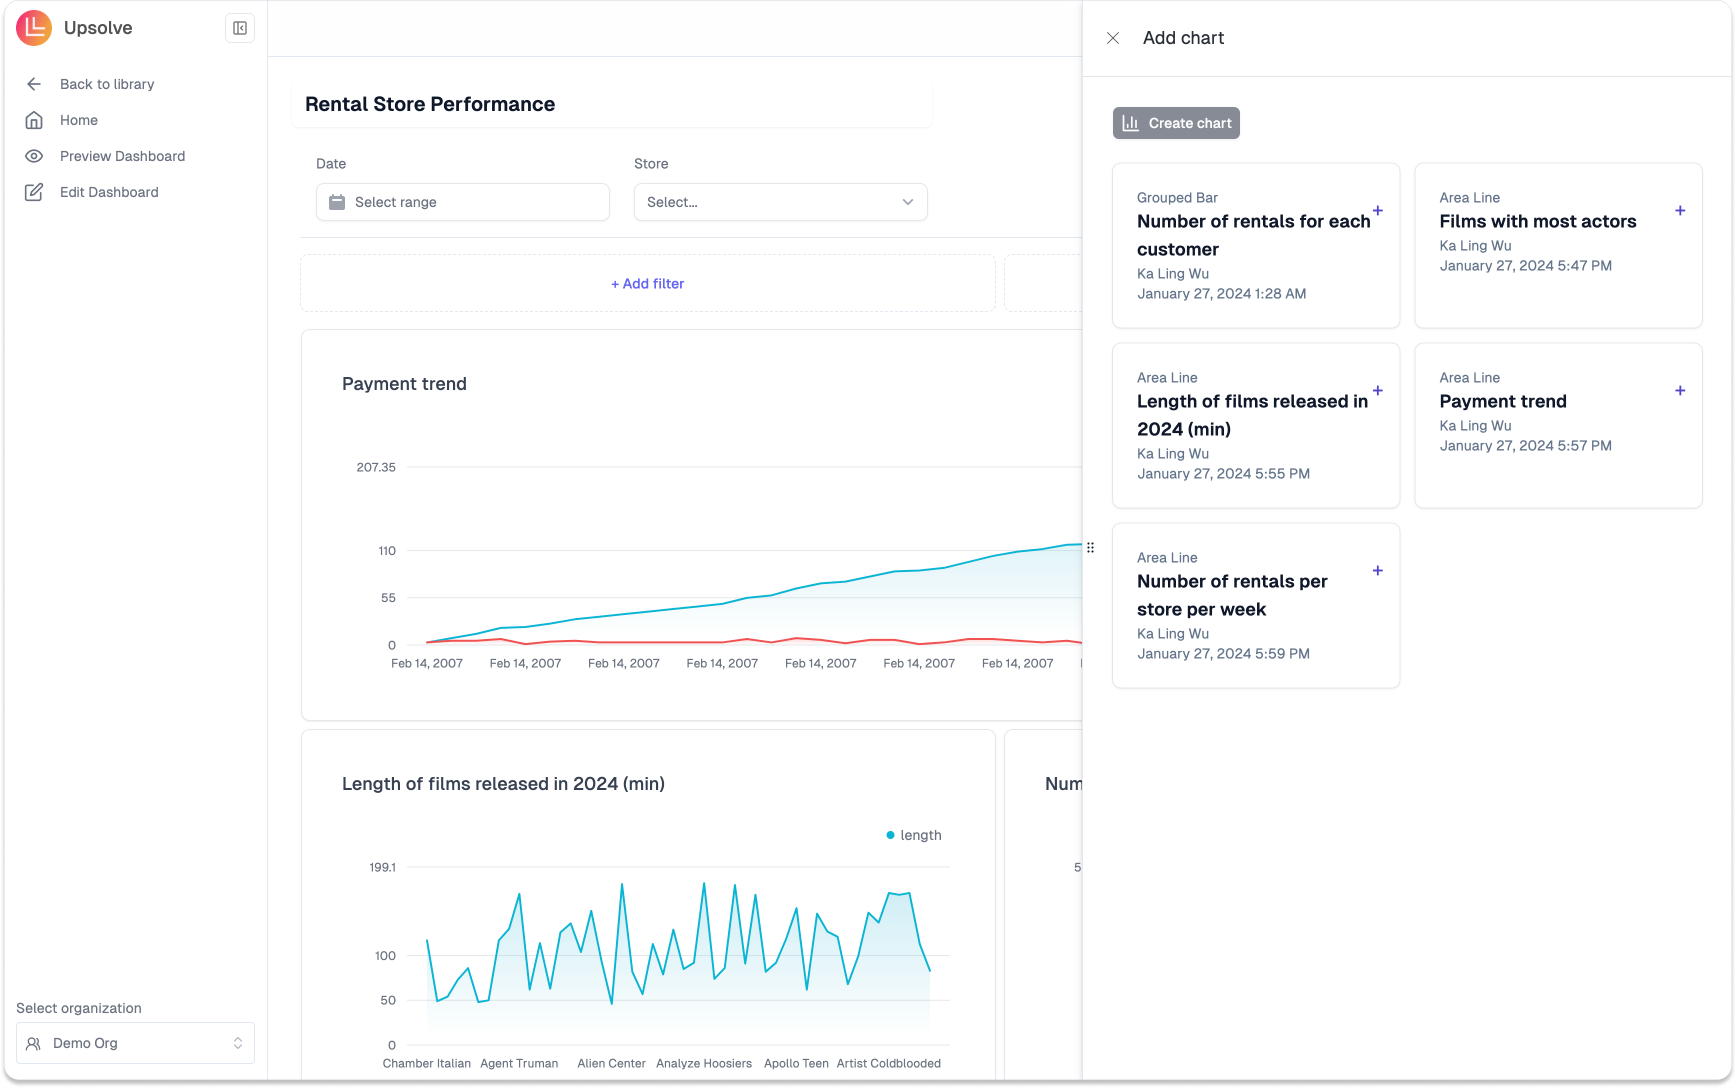 Upsolve
Back to library
Home
Preview Dashboard
Edit Dashboard
Select organization
Demo Org
Rental Store Performance
Date
Store
Select range
Select...
+ Add filter
Payment trend
207.35
110
55
0
Feb 14, 2007 Feb 14, 2007 Feb 14, 2007 Feb 14, 2007 Feb 14, 2007 Feb 14, 2007 Feb 14, 2007
Length of films released in 2024 (min)
length
199.1
100
50
0
Chamber Italian Agent Truman Alien Center Analyze Hoosiers Apollo Teen Artist Coldblooded
Num
5
Add chart
Create chart
Grouped Bar
Number of rentals for each
customer
Ka Ling Wu
January 27, 2024 1:28 AM
Area Line
Films with most actors
Ka Ling Wu
January 27, 2024 5:47 PM
Area Line
Length of films released in
2024 (min)
Ka Ling Wu
January 27, 2024 5:55 PM
Area Line
Payment trend
Ka Ling Wu
January 27, 2024 5:57 PM
Area Line
Number of rentals per
store per week
Ka Ling Wu
January 27, 2024 5:59 PM